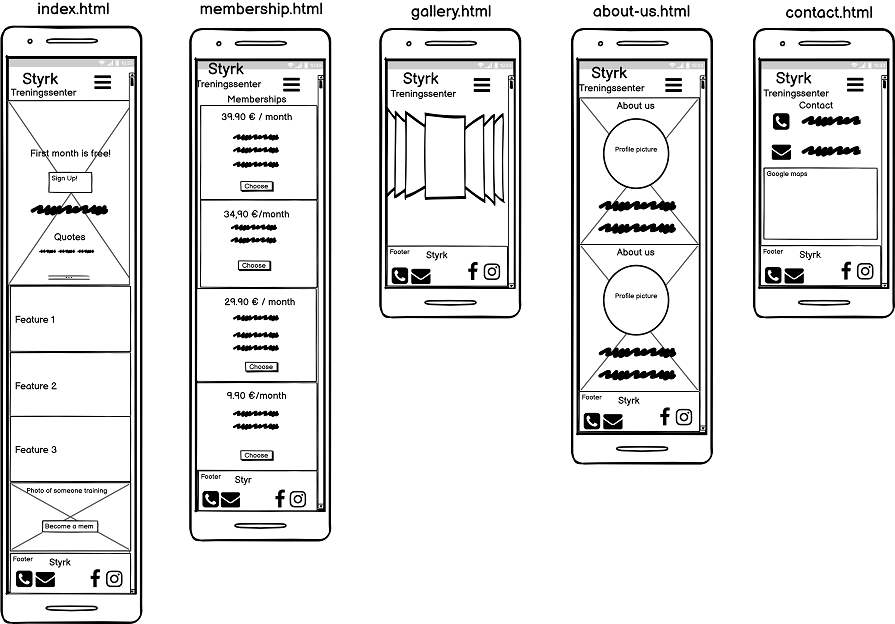 index.html
Styrk
Treningssenter
First month is free!
Sign Up!
Quotes
Feature 1
Feature 2
Feature 3
Photo of someone training
Become a mem
Footer
Styrk
membership.html
Styrk
Treningssenter
Memberships
39.90 € / month
Choose
34,90 €/month
Choose
29.90 € / month
Choose
9.90 €/month
Choose
Footer
Styr
gallery.html
Styrk
Treningssenter
Footer
Styrk
about-us.html
Styrk
Treningssenter
About us
Profile picture
About us
Profile picture
Footer
Styrk
contact.html
Styrk
Treningssenter
Contact
Google maps
Footer
Styrk